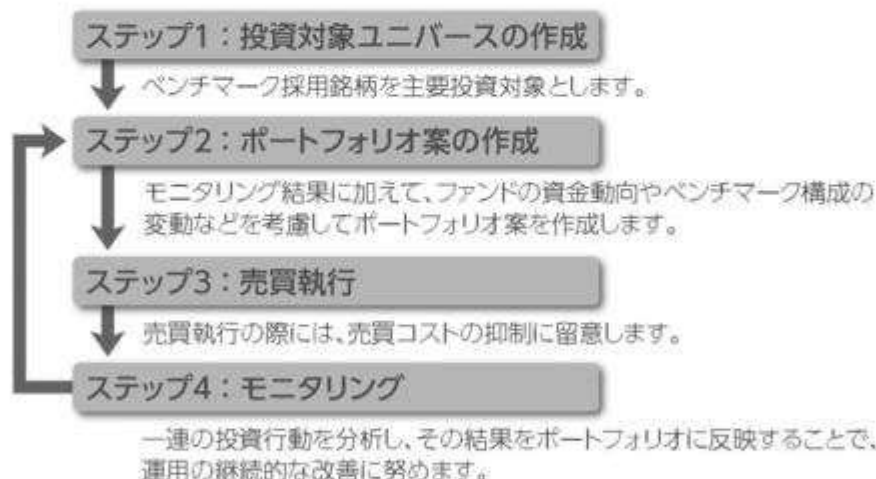 ステップ1：投資対象ユニバースの作成
ベンチマーク採用銘柄を主要投資対象とします。
ステップ2：ポートフォリオ案の作成
モニタリング結果に加えて、ファンドの資金動向やベンチマーク構成の
変動などを考慮してポートフォリオ案を作成します。
ステップ3：売買執行
売買執行の際には、売買コストの抑制に留意します。
ステップ4：モニタリング
一連の投資行動を分析し、その結果をポートフォリオに反映することで、
運用の継続的な改善に努めます。